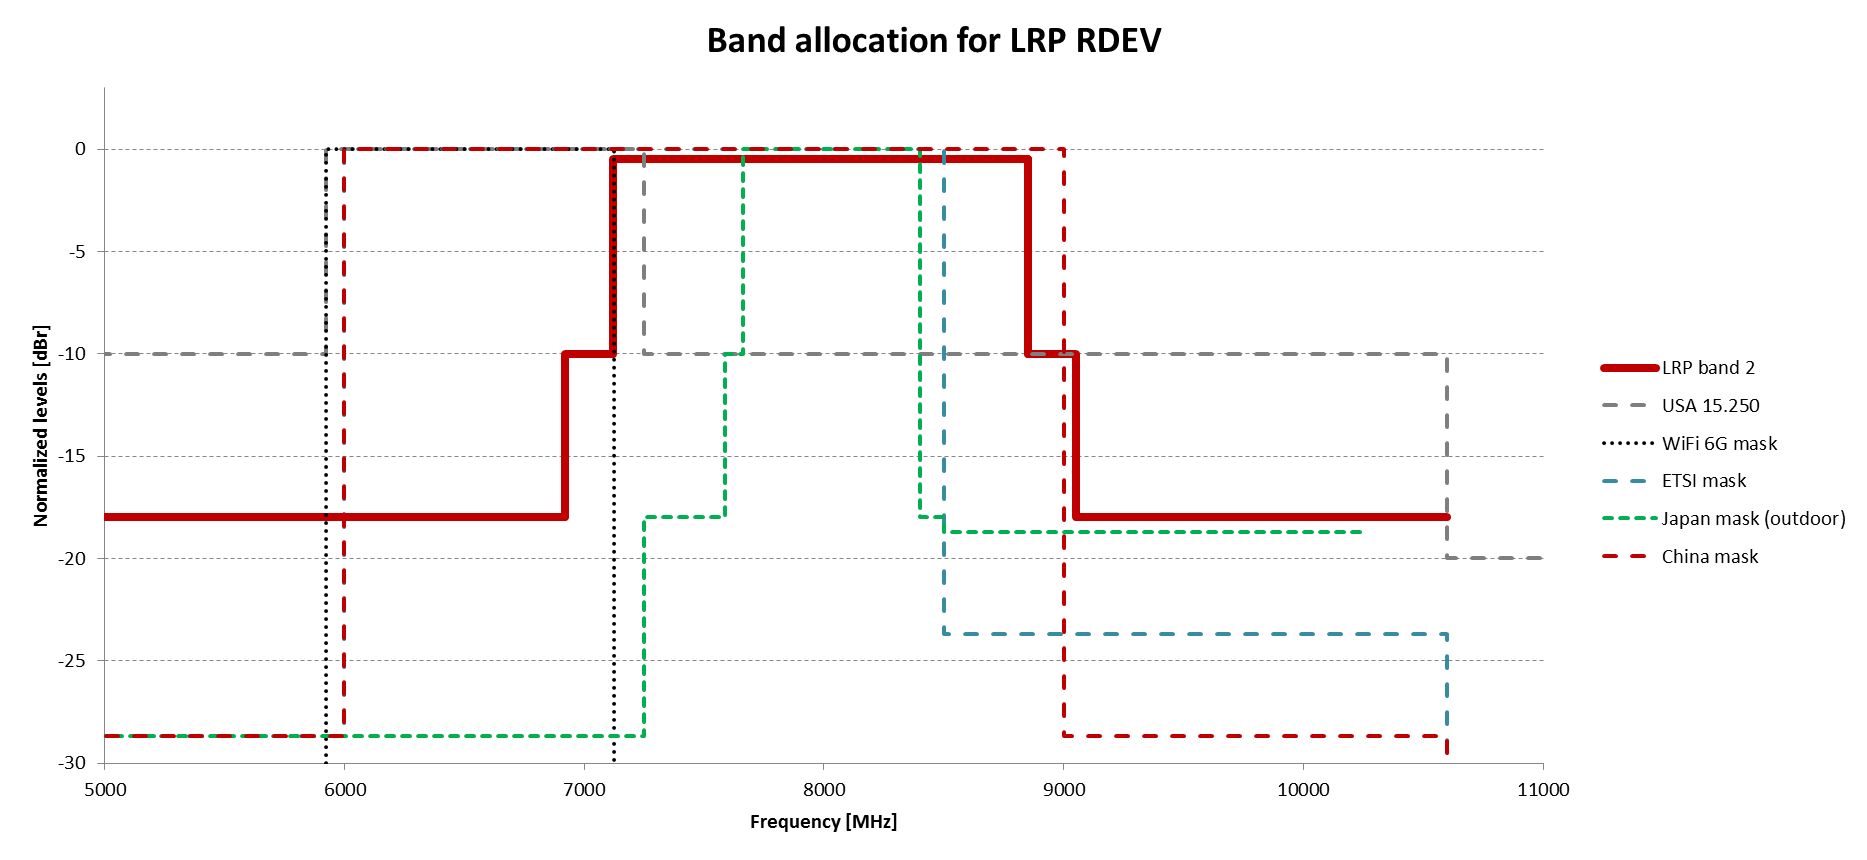 Band allocation for LRP RDEV
Normalized levels [dBr]
0
-5
-10
-15
-20
-25
-30
5000 6000 7000 8000 9000 10000 11000
Frequency [MHz]
LRP band 2
USA 15.250
WiFi 6G mask
ETSI mask
Japan mask (outdoor)
China mask